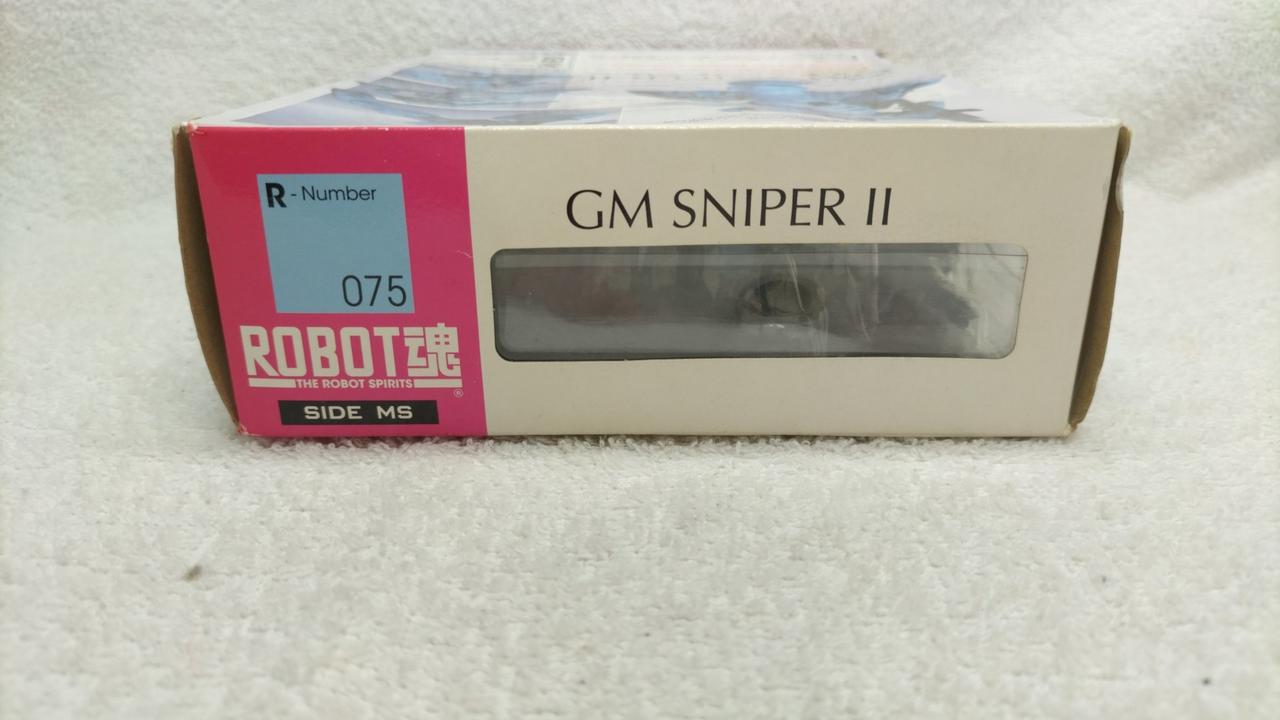 R - Number
075
ROBOT魂
THE ROBOT SPIRITS
®
SIDE MS
GM SNIPER II